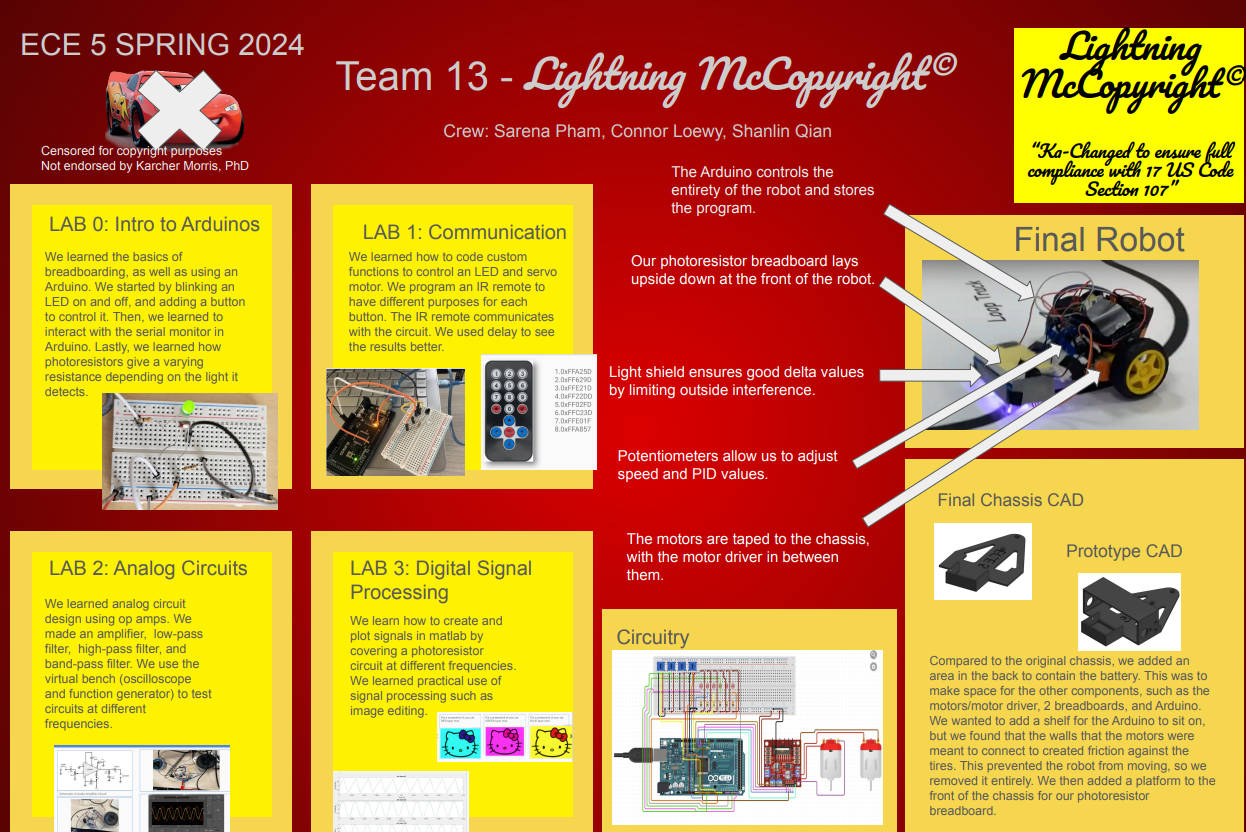 ECE 5 SPRING 2024
Censored for copyright purposes
Not endorsed by Karcher Morris, PhD
Team 13 - Lightning McCopyright©
Crew: Sarena Pham, Connor Loewy, Shanlin Qian
Lightning
McCopyright©
“Ka-Changed to ensure full
compliance with 17 US Code
Section 107”
LAB 0: Intro to Arduinos
We learned the basics of
breadboarding, as well as using an
Arduino. We started by blinking an
LED on and off, and adding a button
to control it. Then, we learned to
interact with the serial monitor in
Arduino. Lastly, we learned how
photoresistors give a varying
resistance depending on the light it
detects.
LAB 1: Communication
We learned how to code custom
functions to control an LED and servo
motor. We program an IR remote to
have different purposes for each
button. The IR remote communicates
with the circuit. We used delay to see
the results better.
1.0xFFA25D
2.0xFF629D
3.0xFFE21D
4.0xFF22DD
5.0xFF02FD
6.0xFFC23D
7.0xFFE01F
8.0xFFA857
The Arduino controls the
entirety of the robot and stores
the program.
Our photoresistor breadboard lays
upside down at the front of the robot.
Light shield ensures good delta values
by limiting outside interference.
Potentiometers allow us to adjust
speed and PID values.
The motors are taped to the chassis,
with the motor driver in between
them.
Final Robot
Loop Track
LAB 2: Analog Circuits
We learned analog circuit
design using op amps. We
made an amplifier, low-pass
filter, high-pass filter, and
band-pass filter. We use the
virtual bench (oscilloscope
and function generator) to test
circuits at different
frequencies.
LAB 3: Digital Signal
Processing
We learn how to create and
plot signals in matlab by
covering a photoresistor
circuit at different frequencies.
We learned practical use of
signal processing such as
image editing.
Circuitry
Final Chassis CAD
Prototype CAD
Compared to the original chassis, we added an
area in the back to contain the battery. This was to
make space for the other components, such as the
motors/motor driver, 2 breadboards, and Arduino.
We wanted to add a shelf for the Arduino to sit on,
but we found that the walls that the motors were
meant to connect to created friction against the
tires. This prevented the robot from moving, so we
removed it entirely. We then added a platform to the
front of the chassis for our photoresistor
breadboard.